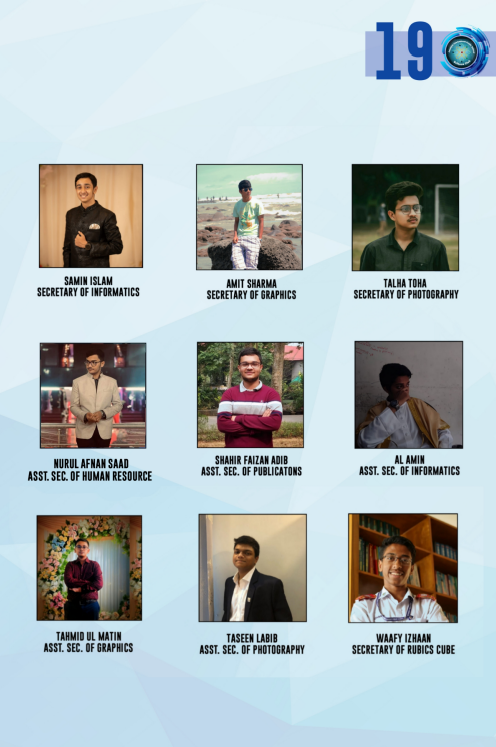 19
SAMIN ISLAM
SECRETARY OF INFORMATICS
AMIT SHARMA
SECRETARY OF GRAPHICS
TALHA TOHA
SECRETARY OF PHOTOGRAPHY
NURUL AFNAN SAAD
ASST. SEC. OF HUMAN RESOURCE
SHAHIR FAIZAN ADIB
ASST. SEC. OF PUBLICATONS
AL AMIN
ASST. SEC. OF INFORMATICS
TAHMID UL MATIN
ASST. SEC. OF GRAPHICS
TASEEN LABIB
ASST. SEC. OF PHOTOGRAPHY
WAAFY IZHAAN
SECRETARY OF RUBICS CUBE